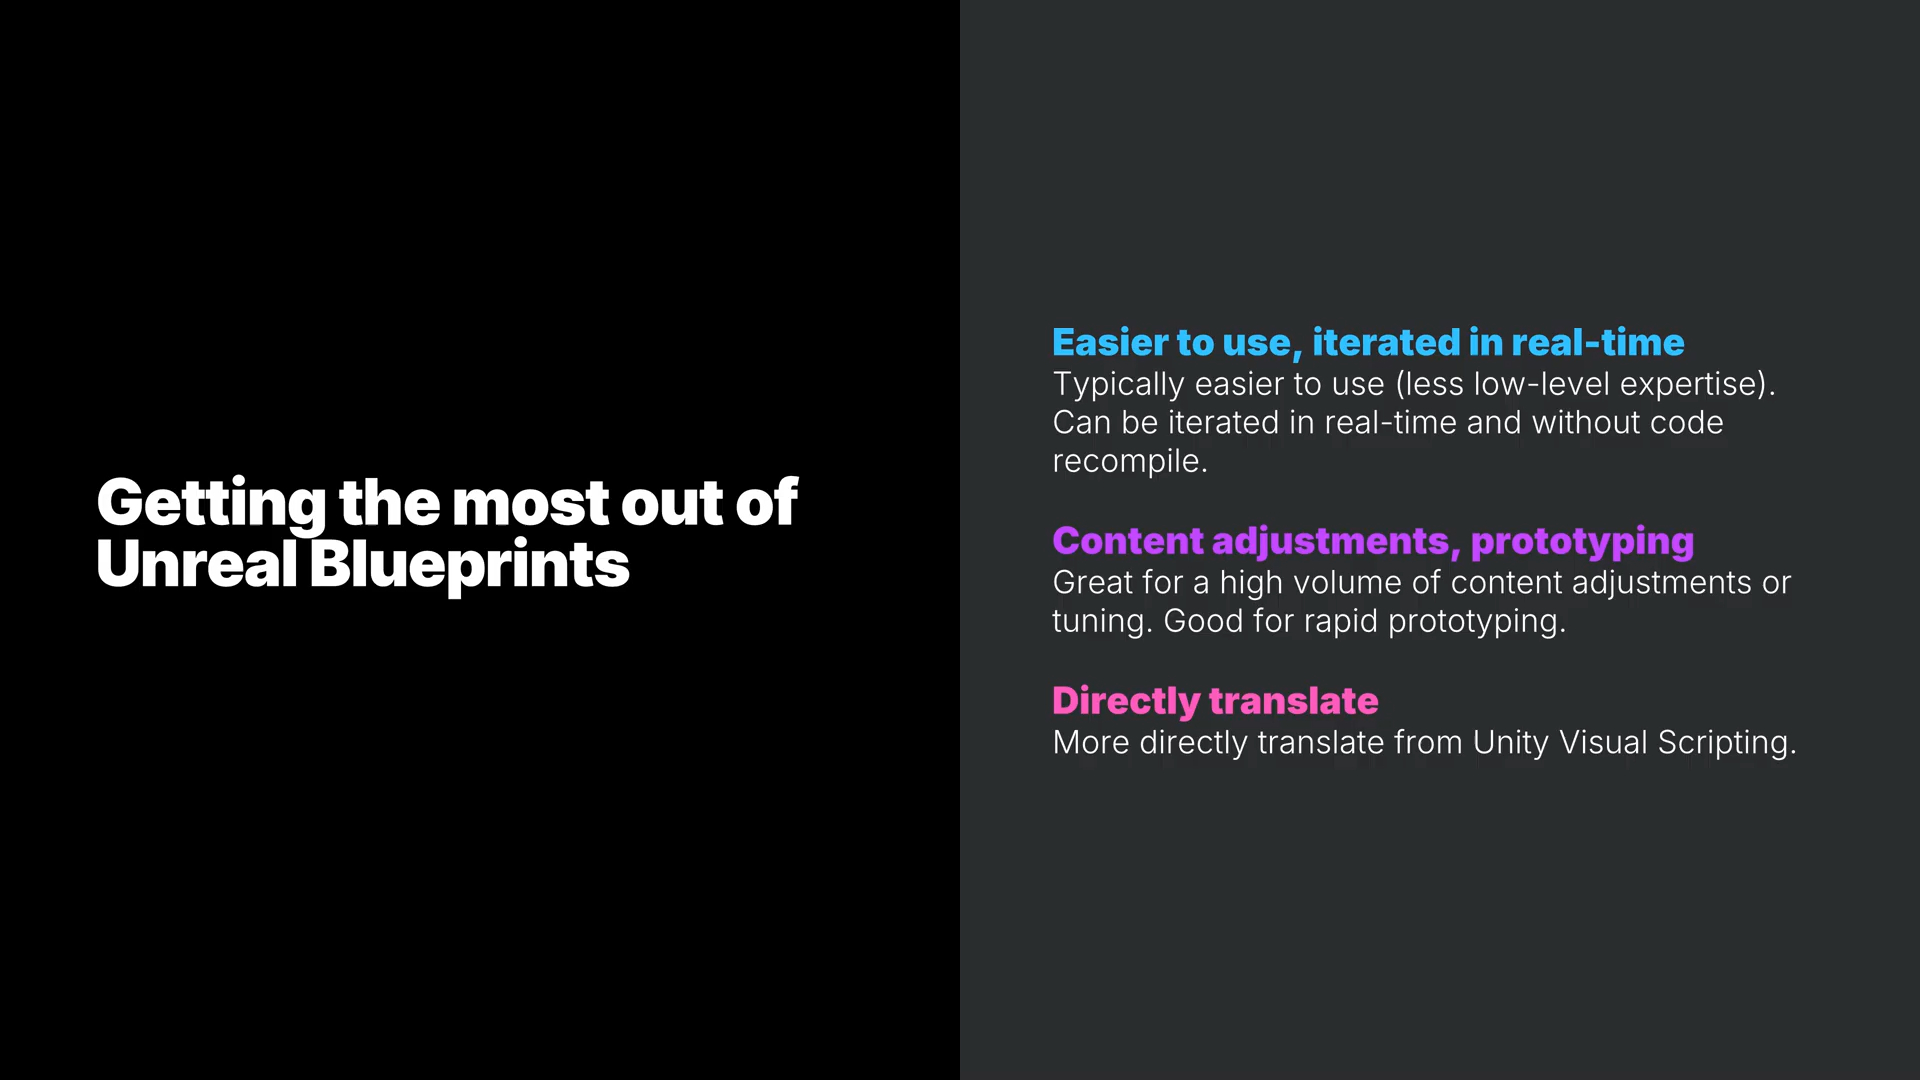 Getting the most out of
Unreal Blueprints
Easier to use, iterated in real-time
Typically easier to use (less low-level expertise).
Can be iterated in real-time and without code
recompile.
Content adjustments, prototyping
Great for a high volume of content adjustments or
tuning. Good for rapid prototyping.
Directly translate
More directly translate from Unity Visual Scripting.